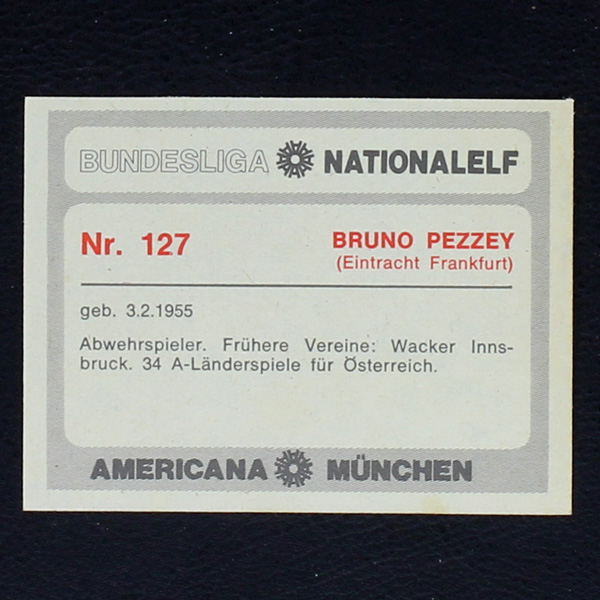 BUNDESLIGA NATIONALELF
Nr. 127 BRUNO PEZZEY
(Eintracht Frankfurt)
geb. 3.2.1955
Abwehrspieler. Frühere Vereine: Wacker Inns-
bruck. 34 A-Länderspiele für Österreich.
AMERICANA MÜNCHEN